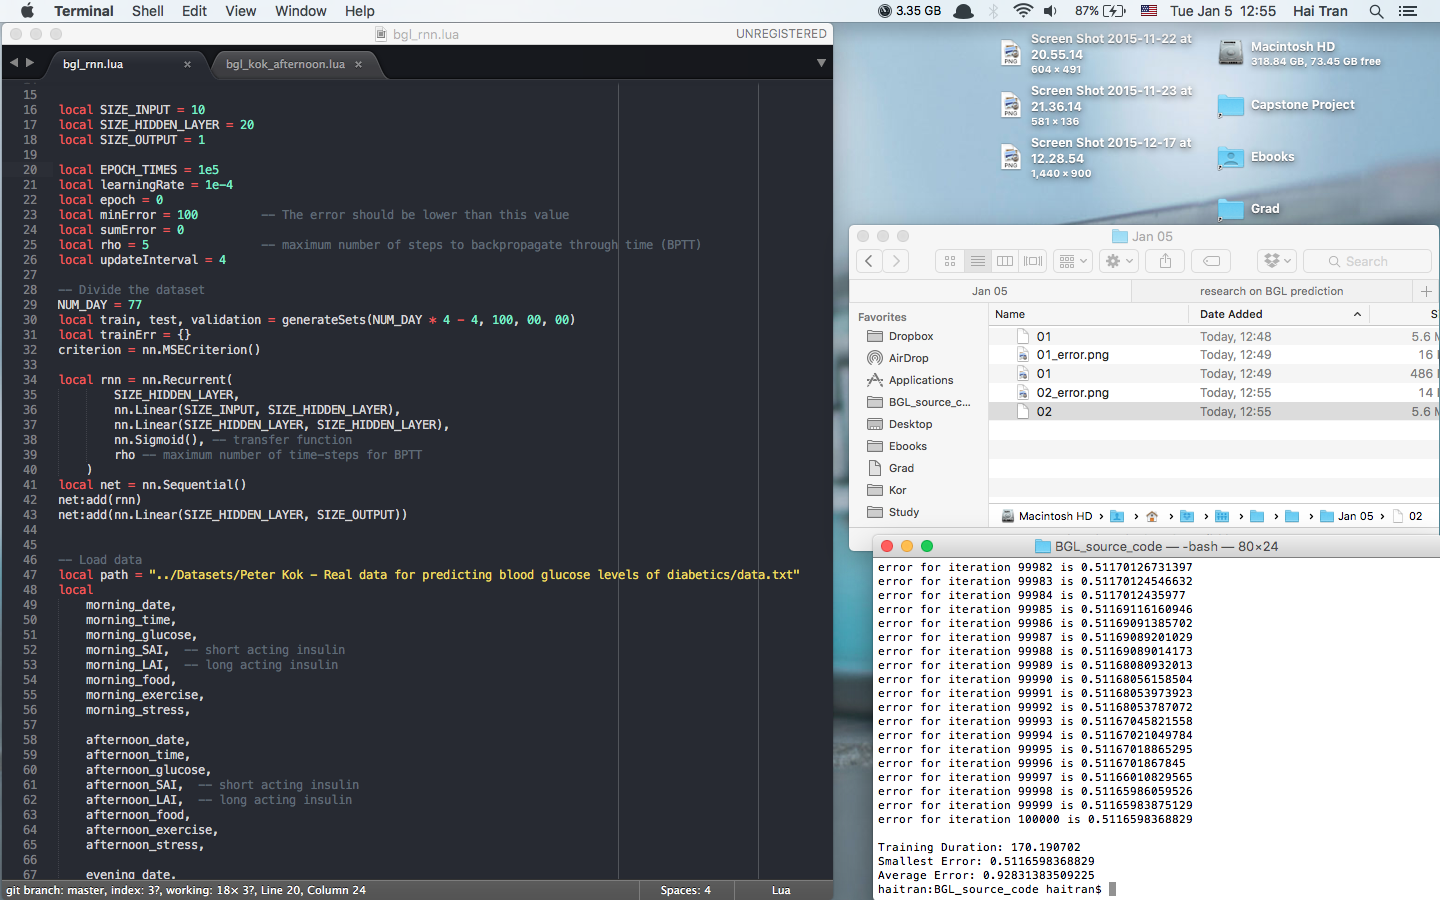 Terminal Shell Edit View Window Help 3.35 GB 87% Tue Jan 5 12:55 Hai Tran
bgl_rnn.lua UNREGISTERED
bgl_rnn.lua × bgl_kok_afternoon.lua ×
15
16 local SIZE_INPUT = 10
17 local SIZE_HIDDEN_LAYER = 20
18 local SIZE_OUTPUT = 1
19
20 local EPOCH_TIMES = 1e5
21 local learningRate = 1e-4
22 local epoch = 0
23 local minError = 100 -- The error should be lower than this value
24 local sumError = 0
25 local rho = 5 -- maximum number of steps to backpropagate through time (BPTT)
26 local updateInterval = 4
27
28 -- Divide the dataset
29 NUM_DAY = 77
30 local train, test, validation = generateSets(NUM_DAY * 4 - 4, 100, 00, 00)
31 local trainErr = {}
32 criterion = nn.MSECriterion()
33
34 local rnn = nn.Recurrent(
35 SIZE_HIDDEN_LAYER,
36 nn.Linear(SIZE_INPUT, SIZE_HIDDEN_LAYER),
37 nn.Linear(SIZE_HIDDEN_LAYER, SIZE_HIDDEN_LAYER),
38 nn.Sigmoid(), -- transfer function
39 rho -- maximum number of time-steps for BPTT
40 )
41 local net = nn.Sequential()
42 net:add(rnn)
43 net:add(nn.Linear(SIZE_HIDDEN_LAYER, SIZE_OUTPUT))
44
45
46 -- Load data
47 local path = "../Datasets/Peter Kok - Real data for predicting blood glucose levels of diabetics/data.txt"
48 local
49 morning_date,
50 morning_time,
51 morning_glucose,
52 morning_SAI, -- short acting insulin
53 morning_LAI, -- long acting insulin
54 morning_food,
55 morning_exercise,
56 morning_stress,
57
58 afternoon_date,
59 afternoon_time,
60 afternoon_glucose,
61 afternoon_SAI, -- short acting insulin
62 afternoon_LAI, -- long acting insulin
63 afternoon_food,
64 afternoon_exercise,
65 afternoon_stress,
66
67 evening_date,
git branch: master, index: 3?, working: 18× 3?, Line 20, Column 24 Spaces: 4 Lua
Screen Shot 2015-11-22 at
20.55.14
604 × 491
Screen Shot 2015-11-23 at
21.36.14
581 × 136
Screen Shot 2015-12-17 at
12.28.54
1,440 × 900
Macintosh HD
318.84 GB, 73.45 GB free
Capstone Project
Ebooks
Grad
Jan 05
Search
Jan 05 research on BGL prediction
Favorites
Dropbox
AirDrop
Applications
BGL_source_c...
Desktop
Ebooks
Grad
Kor
Study
Name Date Added S
01 Today, 12:48 5.6 M
01_error.png Today, 12:49 16
01 Today, 12:49 486
02_error.png Today, 12:55 14
02 Today, 12:55 5.6 M
Macintosh HD › › › › › › › Jan 05 › 02
BGL_source_code — -bash — 80×24
error for iteration 99982 is 0.51170126731397
error for iteration 99983 is 0.51170124546632
error for iteration 99984 is 0.5117012435977
error for iteration 99985 is 0.51169116160946
error for iteration 99986 is 0.51169091385702
error for iteration 99987 is 0.51169089201029
error for iteration 99988 is 0.51169089014173
error for iteration 99989 is 0.51168080932013
error for iteration 99990 is 0.51168056158504
error for iteration 99991 is 0.51168053973923
error for iteration 99992 is 0.51168053787072
error for iteration 99993 is 0.51167045821558
error for iteration 99994 is 0.51167021049784
error for iteration 99995 is 0.51167018865295
error for iteration 99996 is 0.5116701867845
error for iteration 99997 is 0.51166010829565
error for iteration 99998 is 0.51165986059526
error for iteration 99999 is 0.51165983875129
error for iteration 100000 is 0.5116598368829
Training Duration: 170.190702
Smallest Error: 0.5116598368829
Average Error: 0.92831383509225
haitran:BGL_source_code haitran$